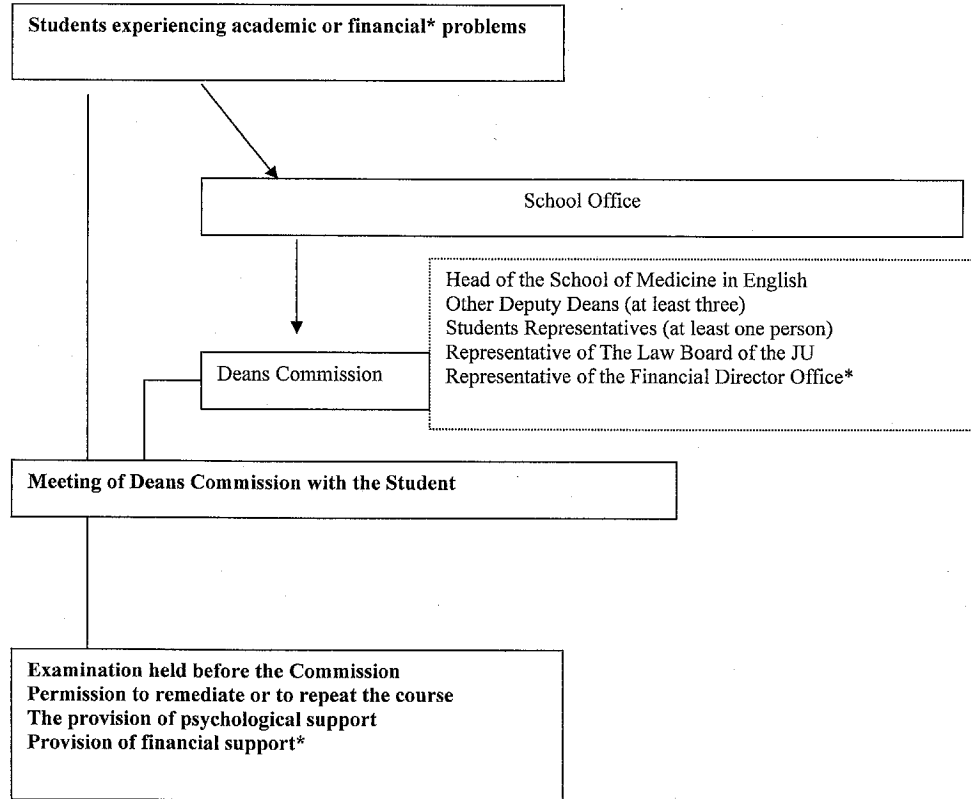 Students experiencing academic or financial* problems
School Office
Head of the School of Medicine in English
Other Deputy Deans (at least three)
Students Representatives (at least one person)
Representative of The Law Board of the JU
Representative of the Financial Director Office*
Deans Commission
Meeting of Deans Commission with the Student
Examination held before the Commission
Permission to remediate or to repeat the course
The provision of psychological support
Provision of financial support*